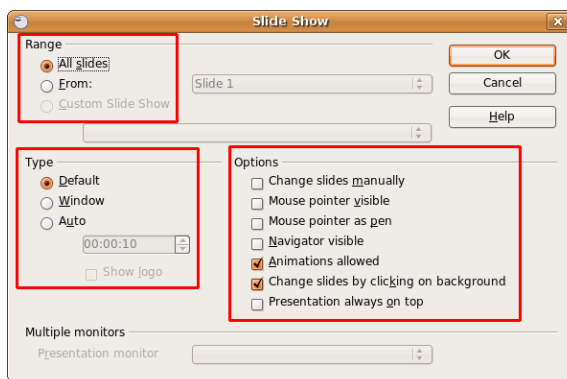 Slide Show
Range
All slides
From:
Slide 1
Custom Slide Show
OK
Cancel
Help
Type
Default
Window
Auto
00:00:10
Show logo
Options
Change slides manually
Mouse pointer visible
Mouse pointer as pen
Navigator visible
Animations allowed
Change slides by clicking on background
Presentation always on top
Multiple monitors
Presentation monitor